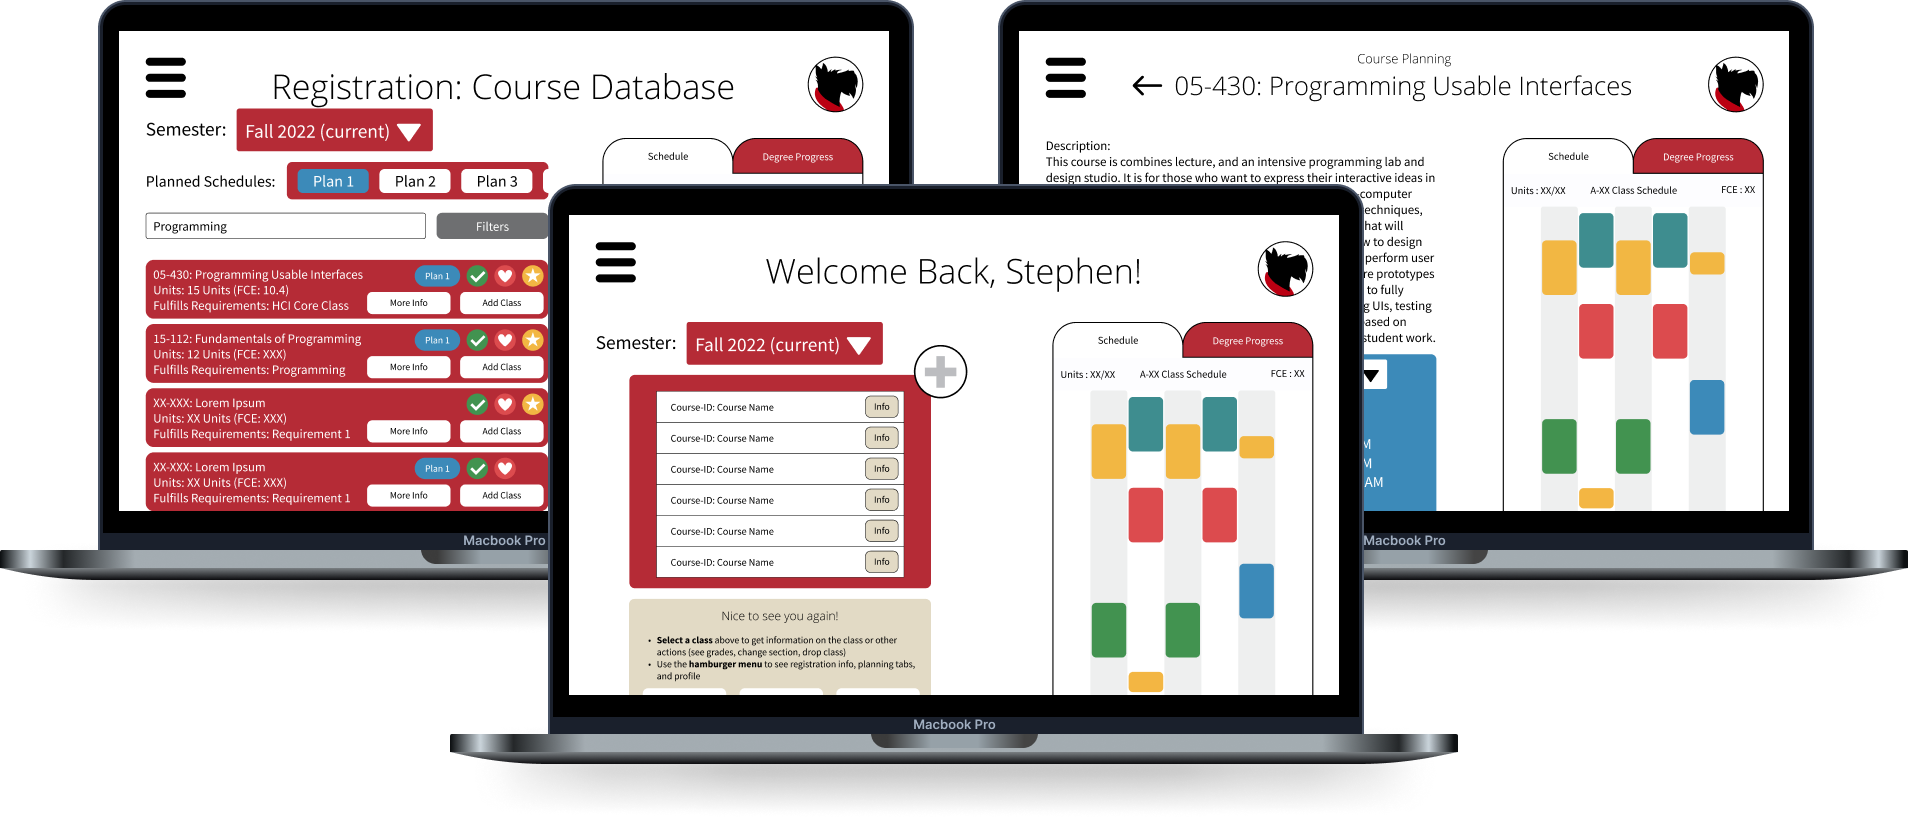 Registration: Course Database
Semester:
Fall 2022 (current)
Planned Schedules:
Plan 1
Plan 2
Plan 3
Programming
Filters
05-430: Programming Usable Interfaces
Units: 15 Units (FCE: 10.4)
Fulfills Requirements: HCI Core Class
Plan 1
More Info
Add Class
15-112: Fundamentals of Programming
Units: 12 Units (FCE: XXX)
Fulfills Requirements: Programming
Plan 1
More Info
Add Class
XX-XXX: Lorem Ipsum
Units: XX Units (FCE: XXX)
Fulfills Requirements: Requirement 1
More Info
Add Class
XX-XXX: Lorem Ipsum
Units: XX Units (FCE: XXX)
Fulfills Requirements: Requirement 1
Plan 1
More Info
Add Class
Schedule
Degree Progress
Macbook Pro
Welcome Back, Stephen!
Semester:
Fall 2022 (current)
Course-ID: Course Name
Info
Course-ID: Course Name
Info
Course-ID: Course Name
Info
Course-ID: Course Name
Info
Course-ID: Course Name
Info
Course-ID: Course Name
Info
Nice to see you again!
• Select a class above to get information on the class or other
actions (see grades, change section, drop class)
• Use the hamburger menu to see registration info, planning tabs,
and profile
Schedule
Degree Progress
Units : XX/XX
A-XX Class Schedule
FCE : XX
Macbook Pro
Course Planning
← 05-430: Programming Usable Interfaces
Description:
This course is combines lecture, and an intensive programming lab and
design studio. It is for those who want to express their interactive ideas in
-computer
echniques,
hat will
w to design
perform user
re prototypes
to fully
g UIs, testing
ased on
student work.
M
M
AM
Schedule
Degree Progress
Units : XX/XX
A-XX Class Schedule
FCE : XX
Macbook Pro